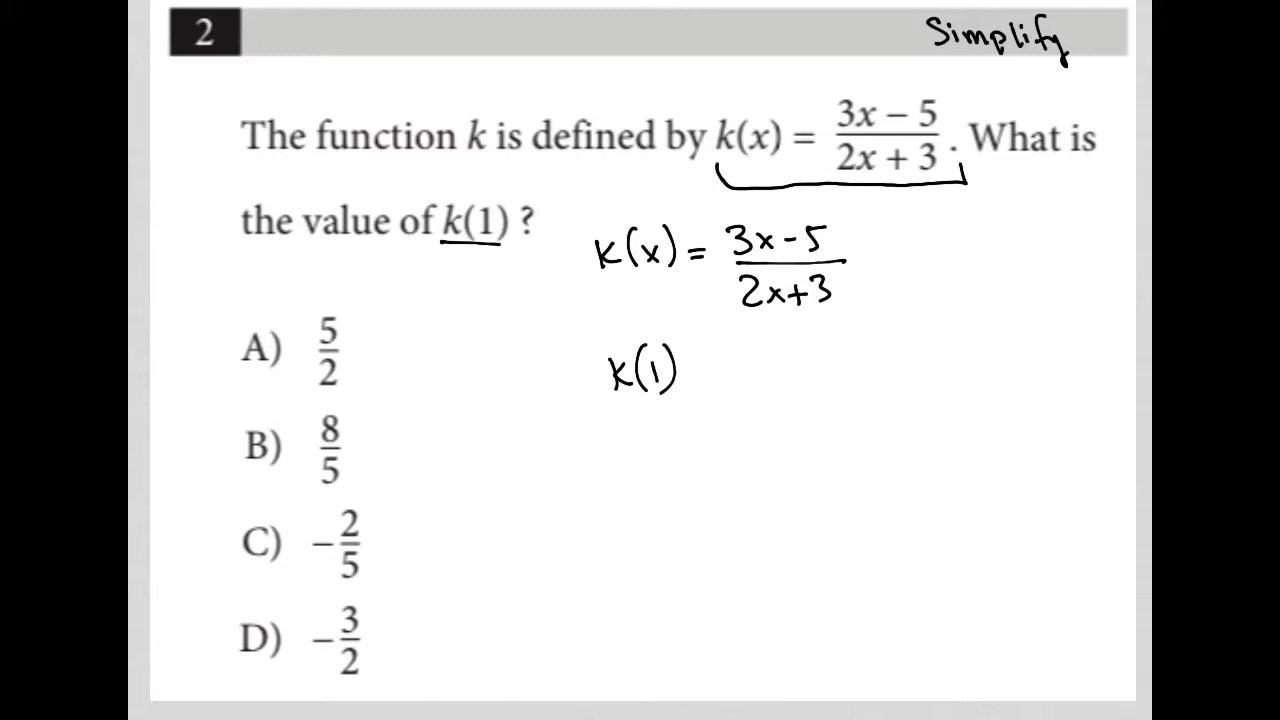 2 Simplify
The function k is defined by k(x) = 3x − 5 / 2x + 3 . What is
the value of k(1) ?
k(x) = 3x - 5 / 2x+3
k(1)
A) 5/2
B) 8/5
C) −2/5
D) −3/2